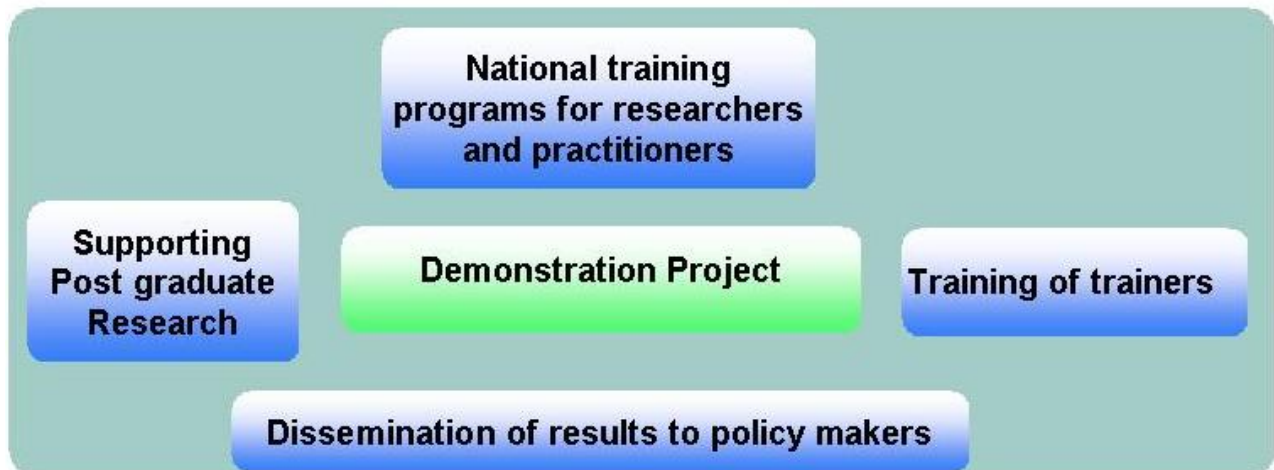 National training
programs for researchers
and practitioners
Supporting
Post graduate
Research
Demonstration Project
Training of trainers
Dissemination of results to policy makers